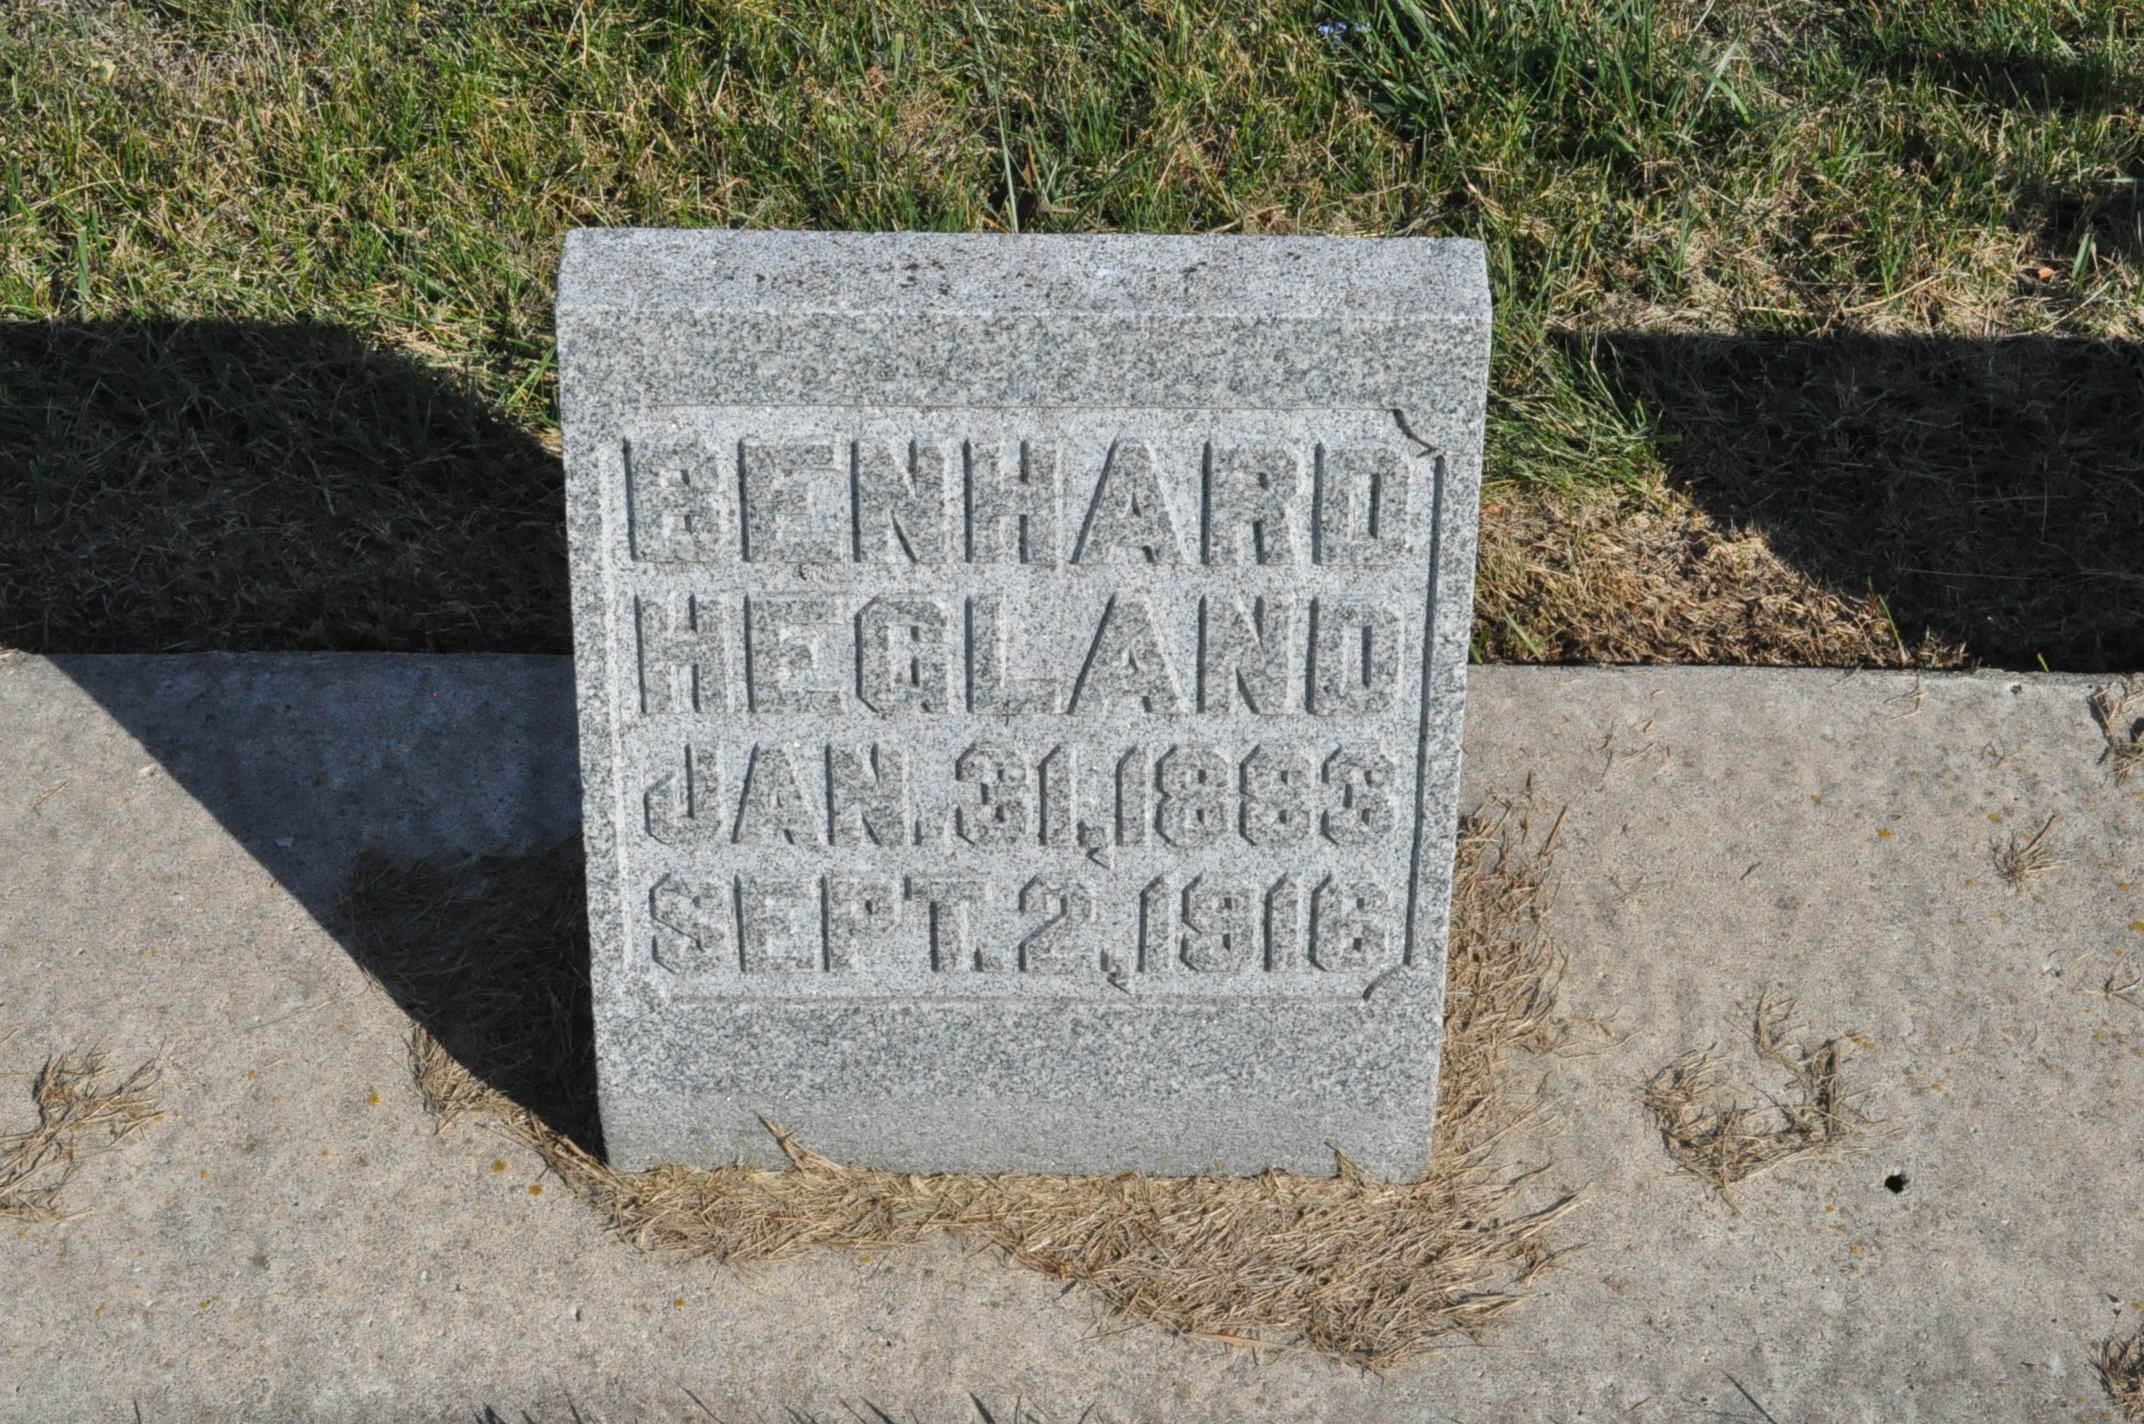 BENHARD
HEGLAND
JAN. 31, 1883
SEPT. 2, 1916